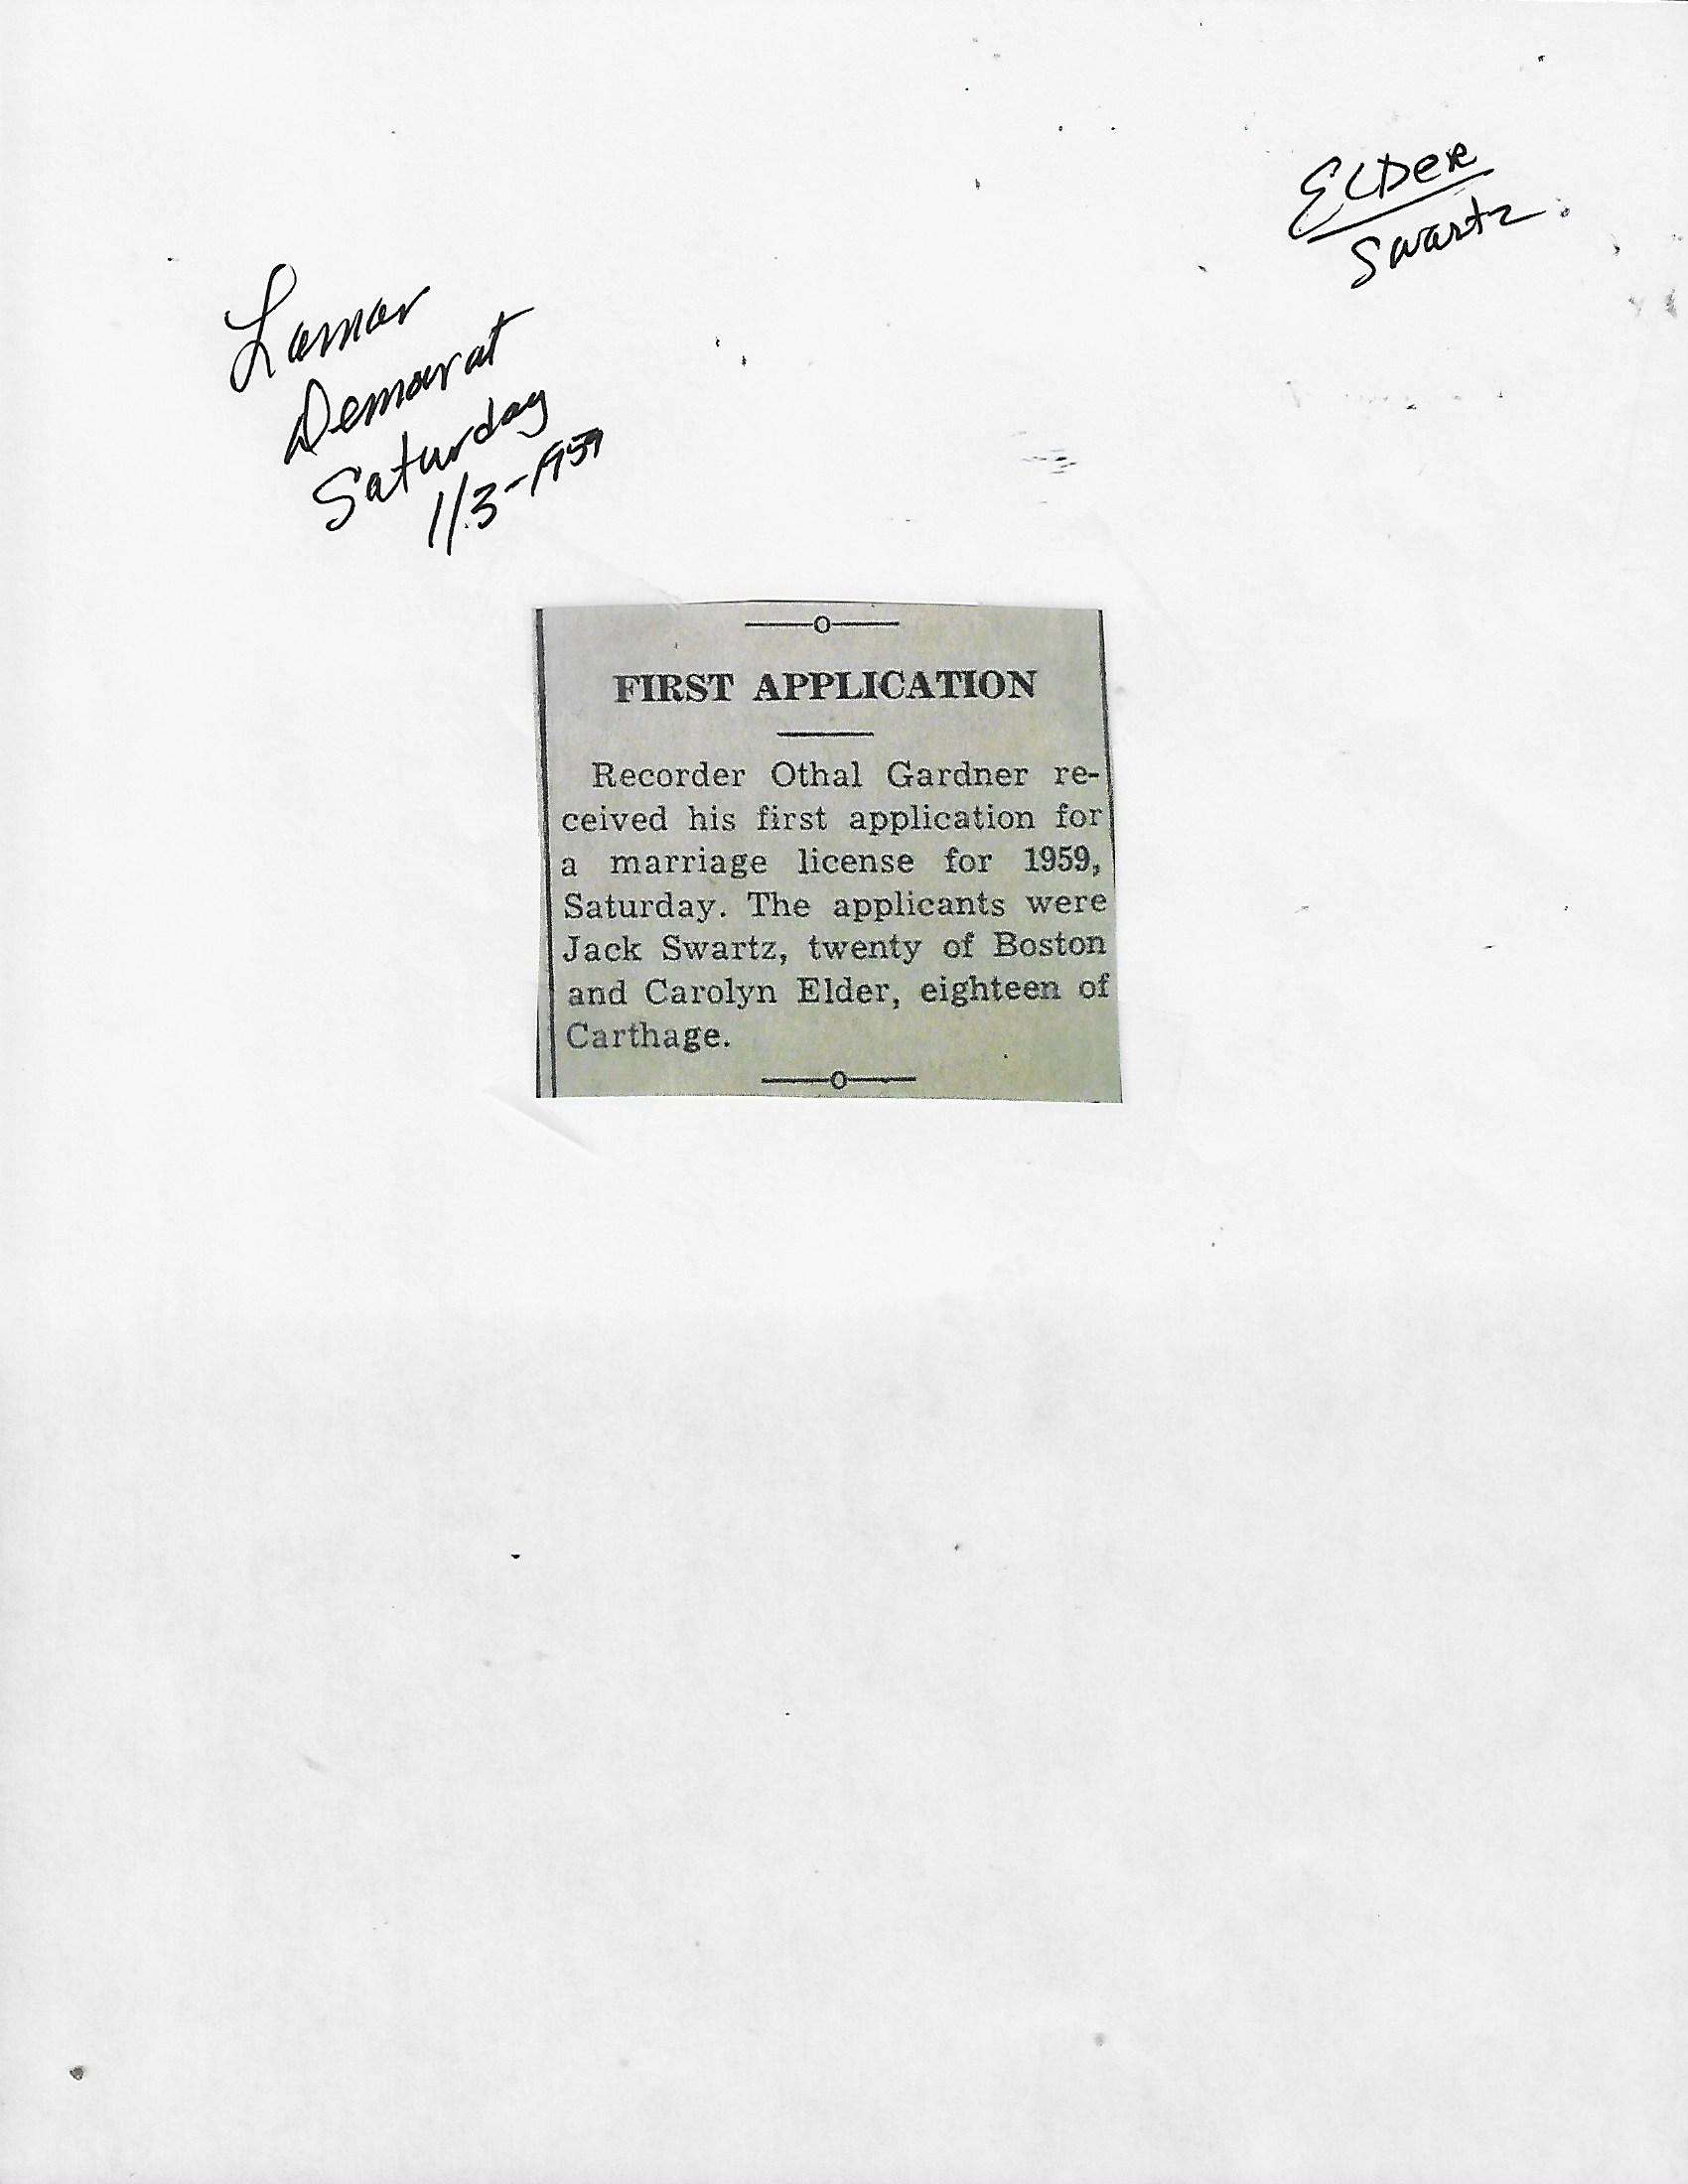 ELDER
Swartz
Lamar
Democrat
Saturday
1/3-1959
—o—
FIRST APPLICATION
Recorder Othal Gardner re-
ceived his first application for
a marriage license for 1959,
Saturday. The applicants were
Jack Swartz, twenty of Boston
and Carolyn Elder, eighteen of
Carthage.
—o—